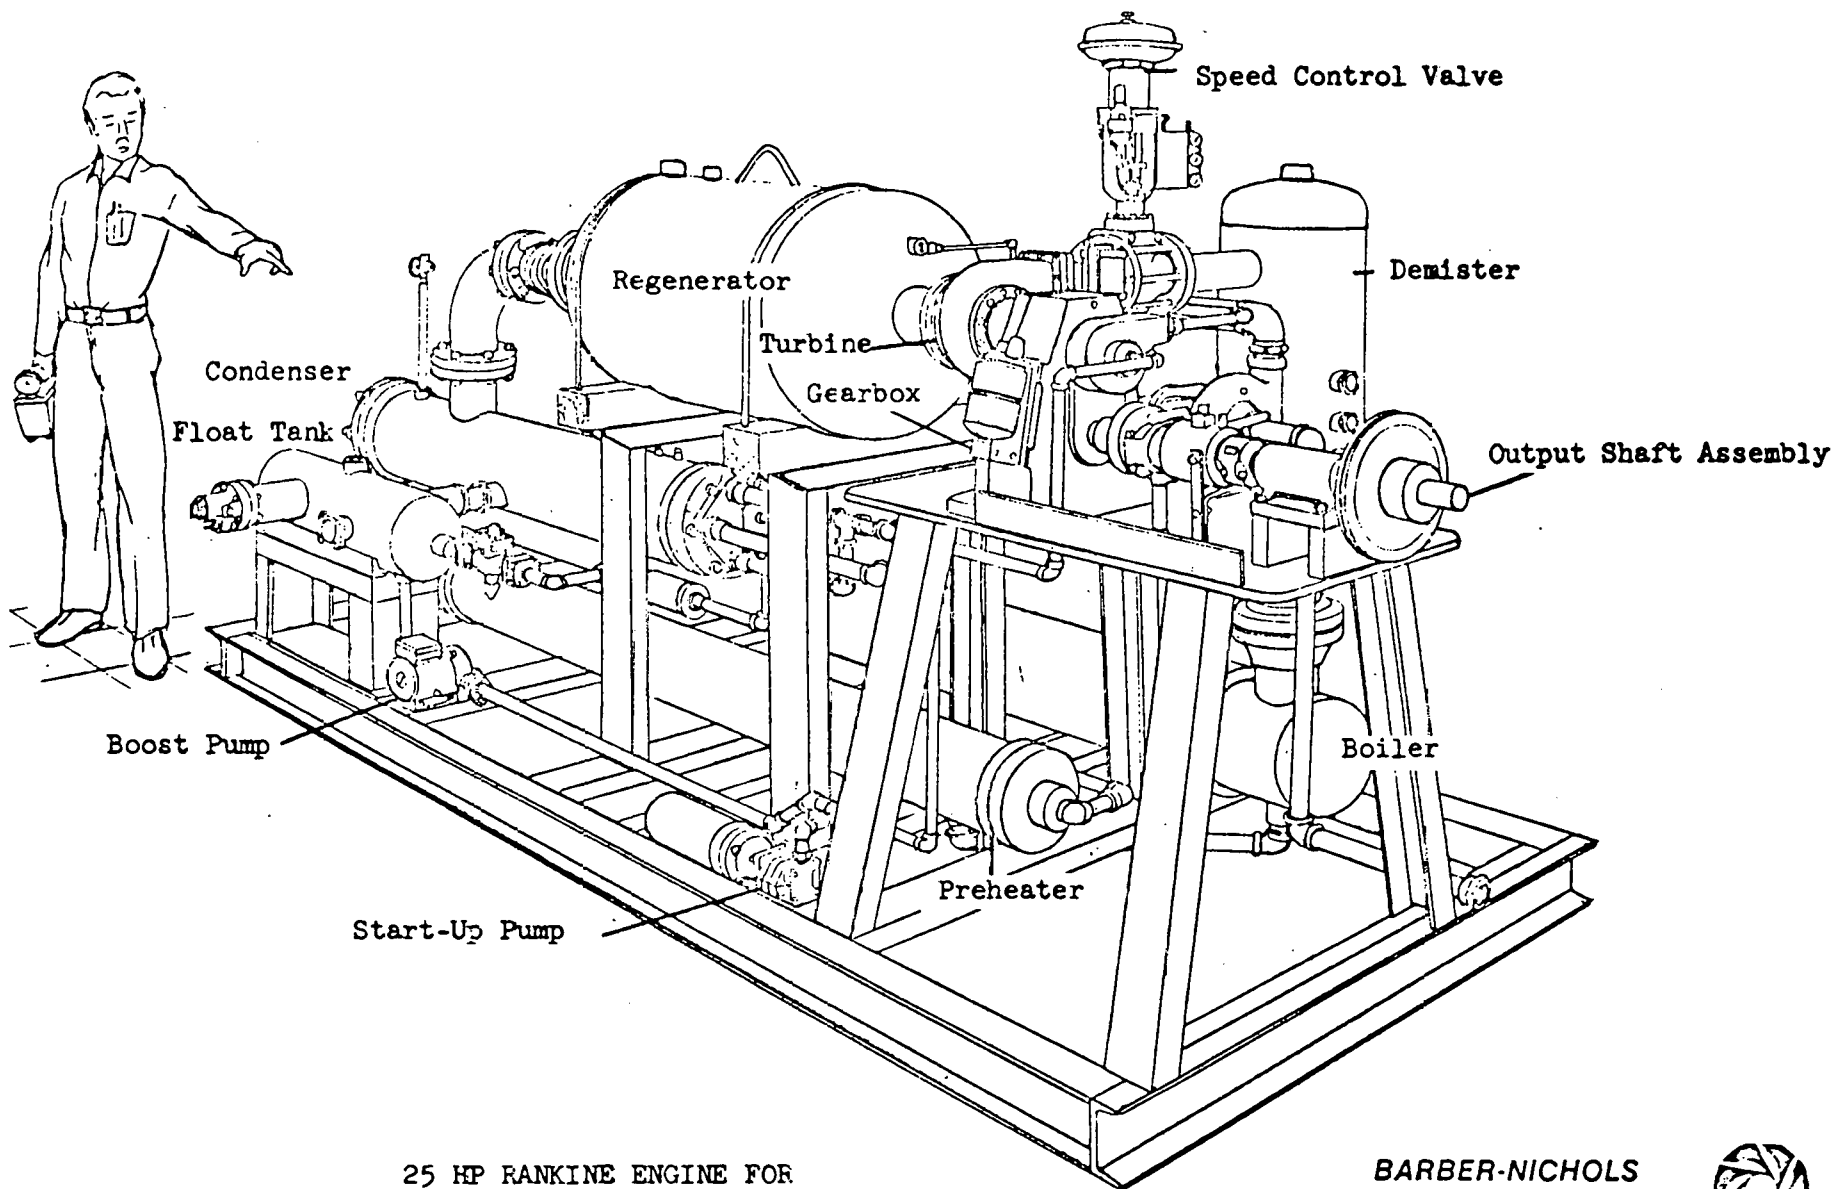 Speed Control Valve
Demister
Regenerator
Turbine
Condenser
Gearbox
Float Tank
Output Shaft Assembly
Boost Pump
Boiler
Preheater
Start-Up Pump
25 HP RANKINE ENGINE FOR
BARBER-NICHOLS